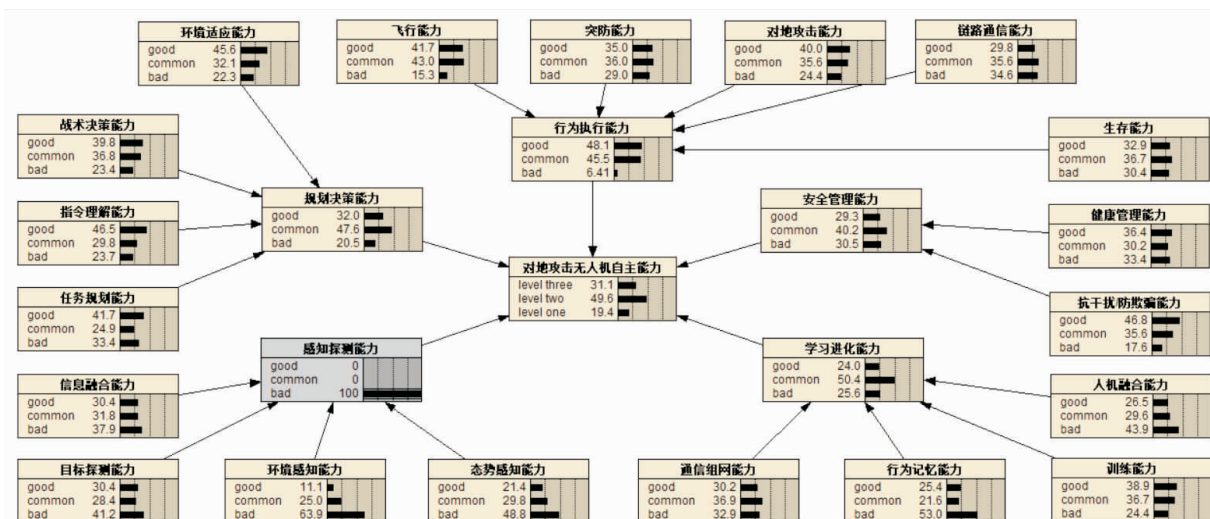 环境适应能力
good 45.6
common 32.1
bad 22.3
飞行能力
good 41.7
common 43.0
bad 15.3
突防能力
good 35.0
common 36.0
bad 29.0
对地攻击能力
good 40.0
common 35.6
bad 24.4
链路通信能力
good 29.8
common 35.6
bad 34.6
战术决策能力
good 39.8
common 36.8
bad 23.4
行为执行能力
good 48.1
common 45.5
bad 6.41
生存能力
good 32.9
common 36.7
bad 30.4
指令理解能力
good 46.5
common 29.8
bad 23.7
规划决策能力
good 32.0
common 47.6
bad 20.5
安全管理能力
good 29.3
common 40.2
bad 30.5
健康管理能力
good 36.4
common 30.2
bad 33.4
对地攻击无人机自主能力
level three 31.1
level two 49.6
level one 19.4
任务规划能力
good 41.7
common 24.9
bad 33.4
抗干扰/防欺骗能力
good 46.8
common 35.6
bad 17.6
感知探测能力
good 0
common 0
bad 100
学习进化能力
good 24.0
common 50.4
bad 25.6
信息融合能力
good 30.4
common 31.8
bad 37.9
人机融合能力
good 26.5
common 29.6
bad 43.9
目标探测能力
good 30.4
common 28.4
bad 41.2
环境感知能力
good 11.1
common 25.0
bad 63.9
态势感知能力
good 21.4
common 29.8
bad 48.8
通信组网能力
good 30.2
common 36.9
bad 32.9
行为记忆能力
good 25.4
common 21.6
bad 53.0
训练能力
good 38.9
common 36.7
bad 24.4